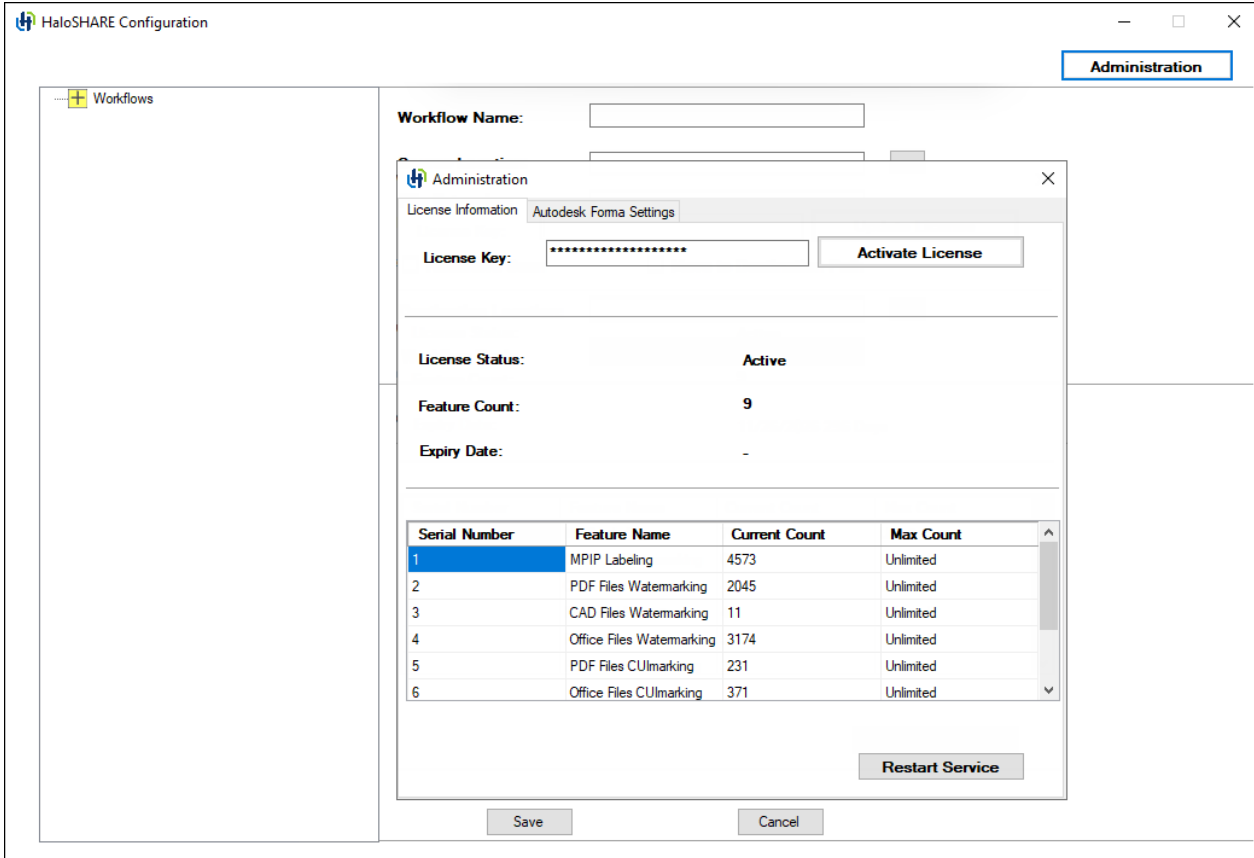 HaloSHARE Configuration
Administration
Workflows
Workflow Name:
Administration
License Information Autodesk Forma Settings
License Key: ******************* Activate License
License Status: Active
Feature Count: 9
Expiry Date: -
Serial Number Feature Name Current Count Max Count
1 MPIP Labeling 4573 Unlimited
2 PDF Files Watermarking 2045 Unlimited
3 CAD Files Watermarking 11 Unlimited
4 Office Files Watermarking 3174 Unlimited
5 PDF Files CUImarking 231 Unlimited
6 Office Files CUImarking 371 Unlimited
Restart Service
Save Cancel